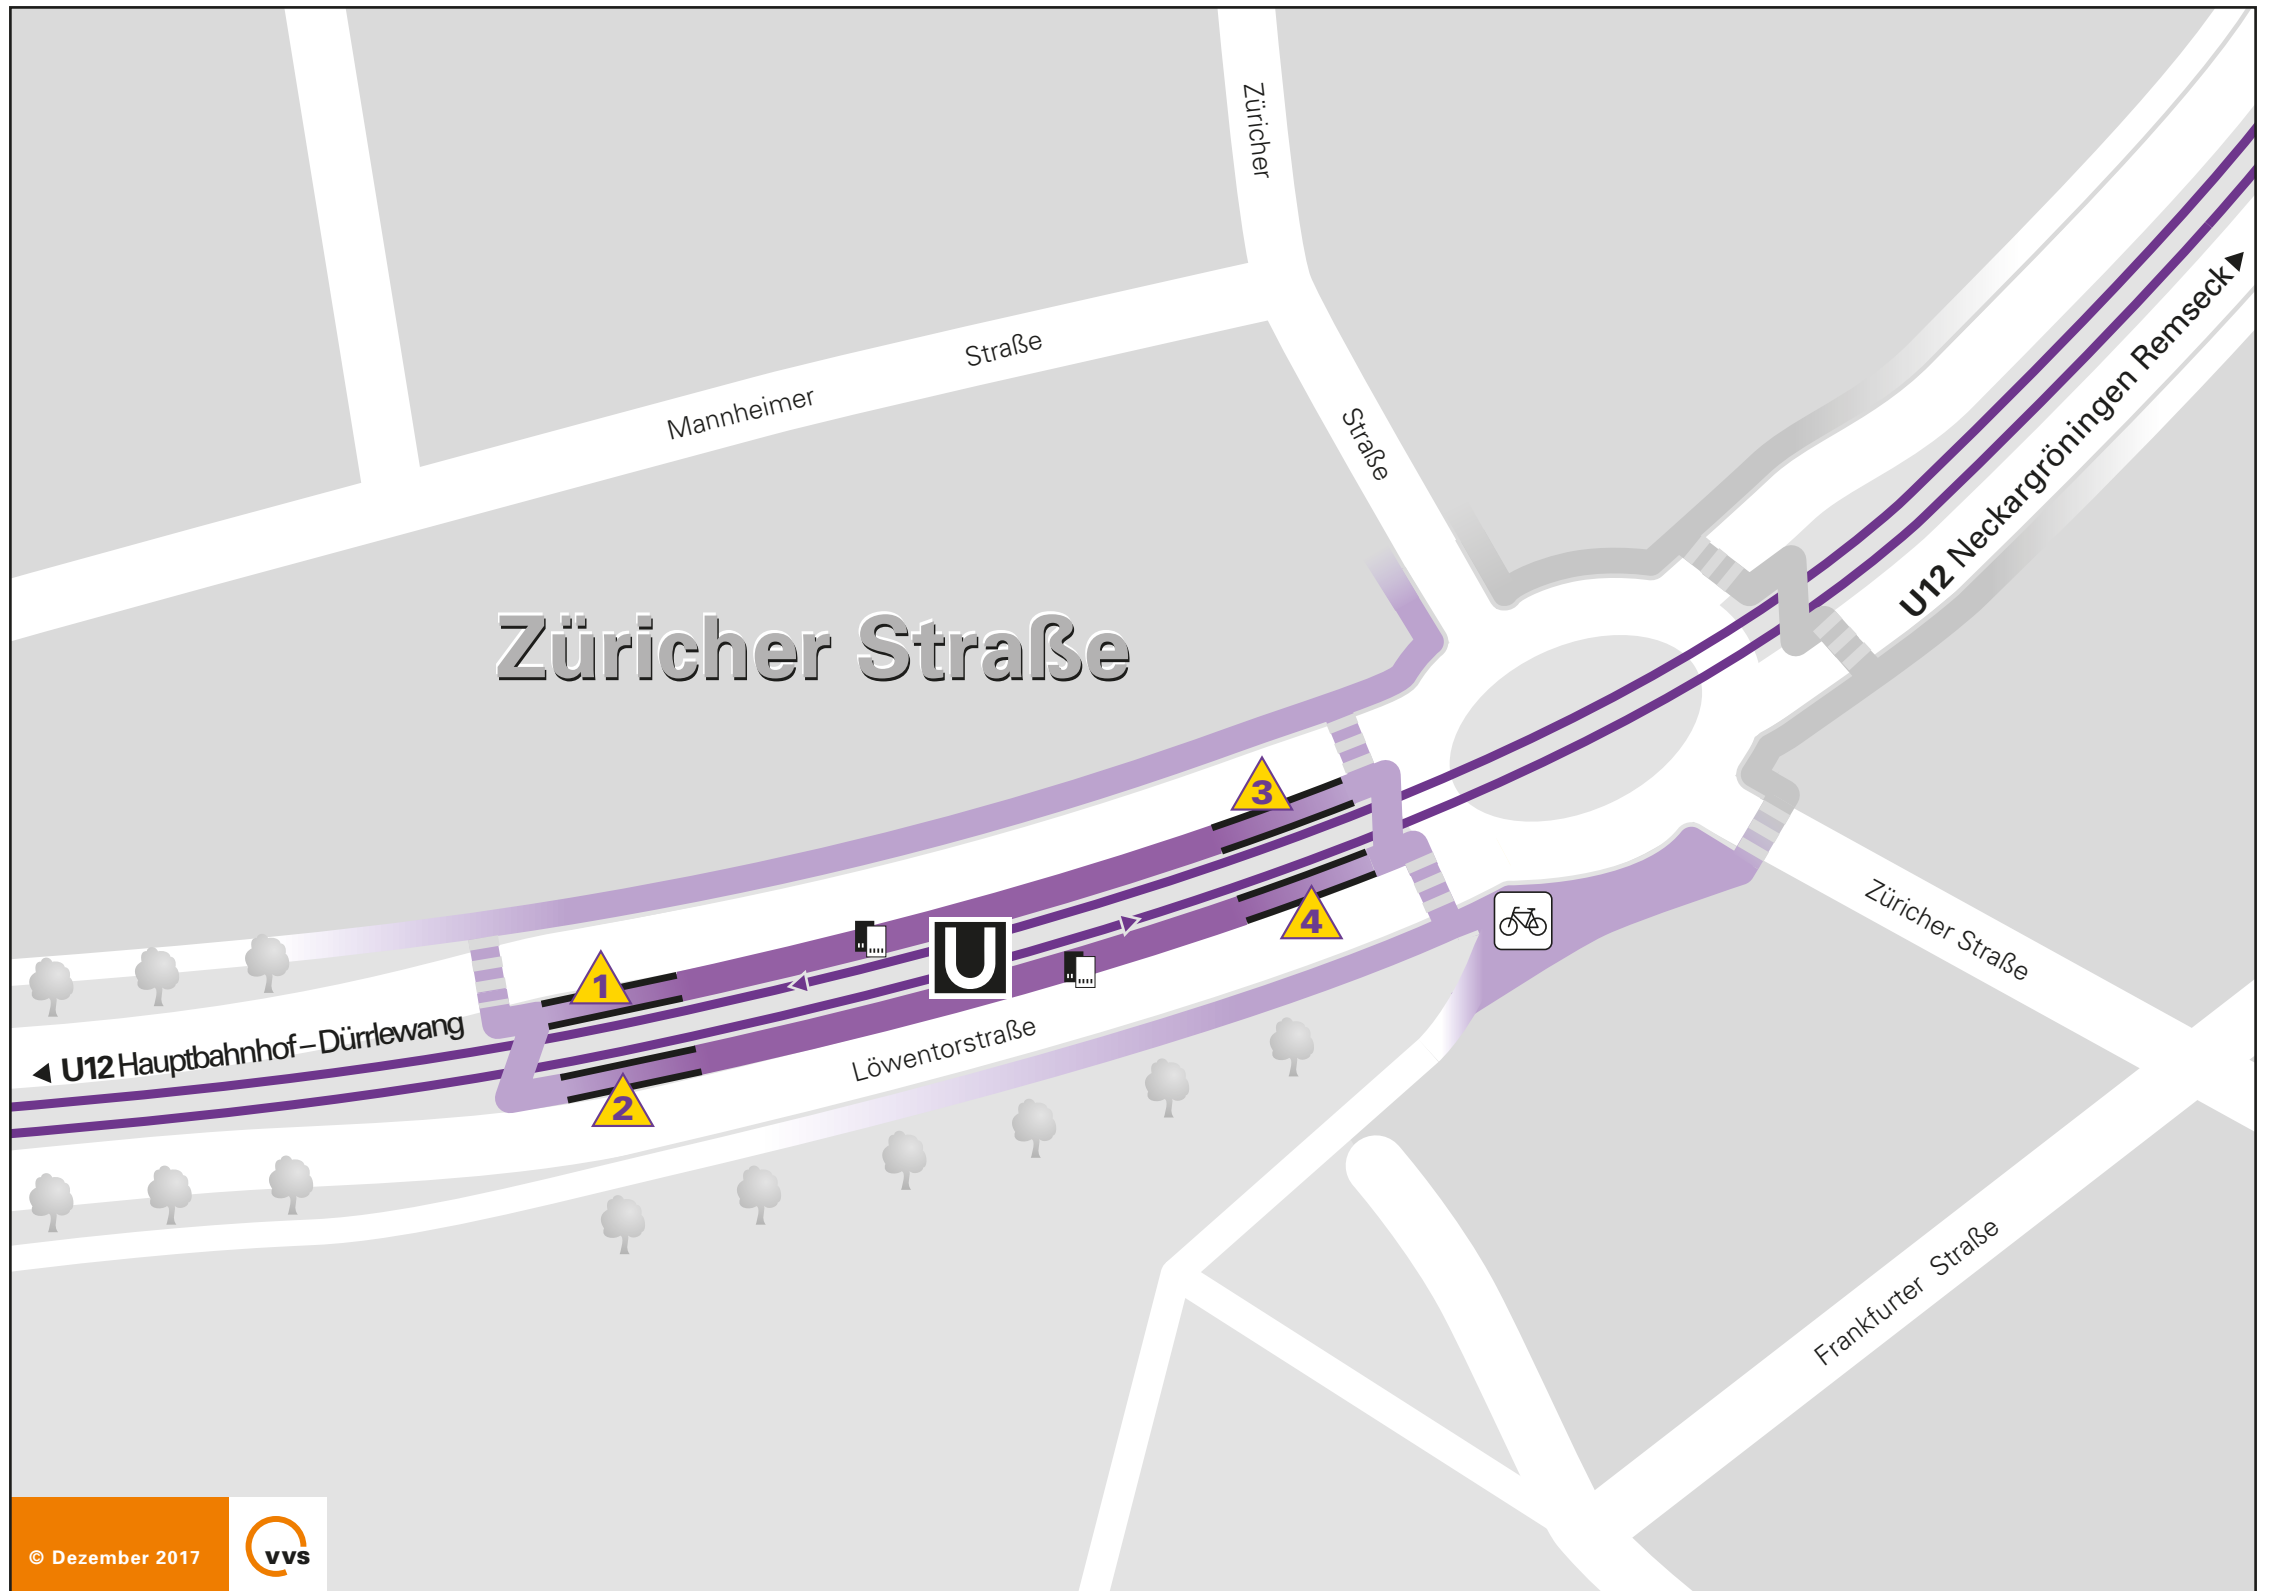 Züricher
Straße
Mannheimer Straße
Züricher Straße
U12 Neckargröningen Remseck
3
4
1
2
U
U12 Hauptbahnhof – Dürrlewang
Löwentorstraße
Züricher Straße
Frankfurter Straße
© Dezember 2017
vvs